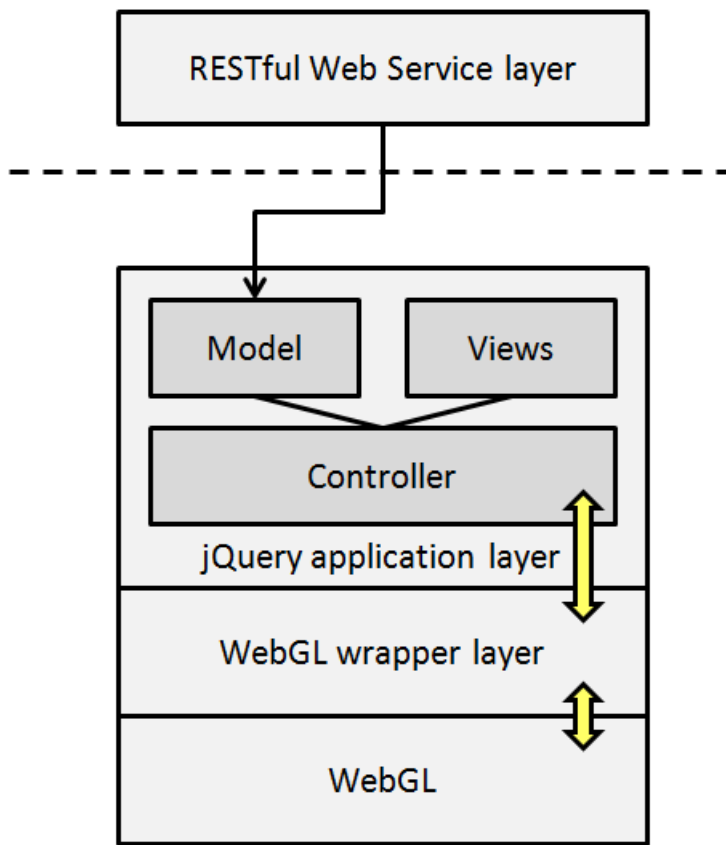 RESTful Web Service layer
Model
Views
Controller
jQuery application layer
WebGL wrapper layer
WebGL